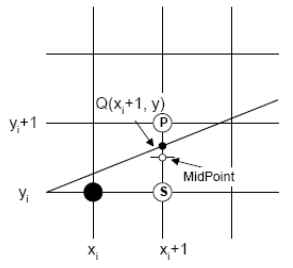 Q(xᵢ+1, y)
yᵢ+1
P
MidPoint
yᵢ
S
xᵢ
xᵢ+1